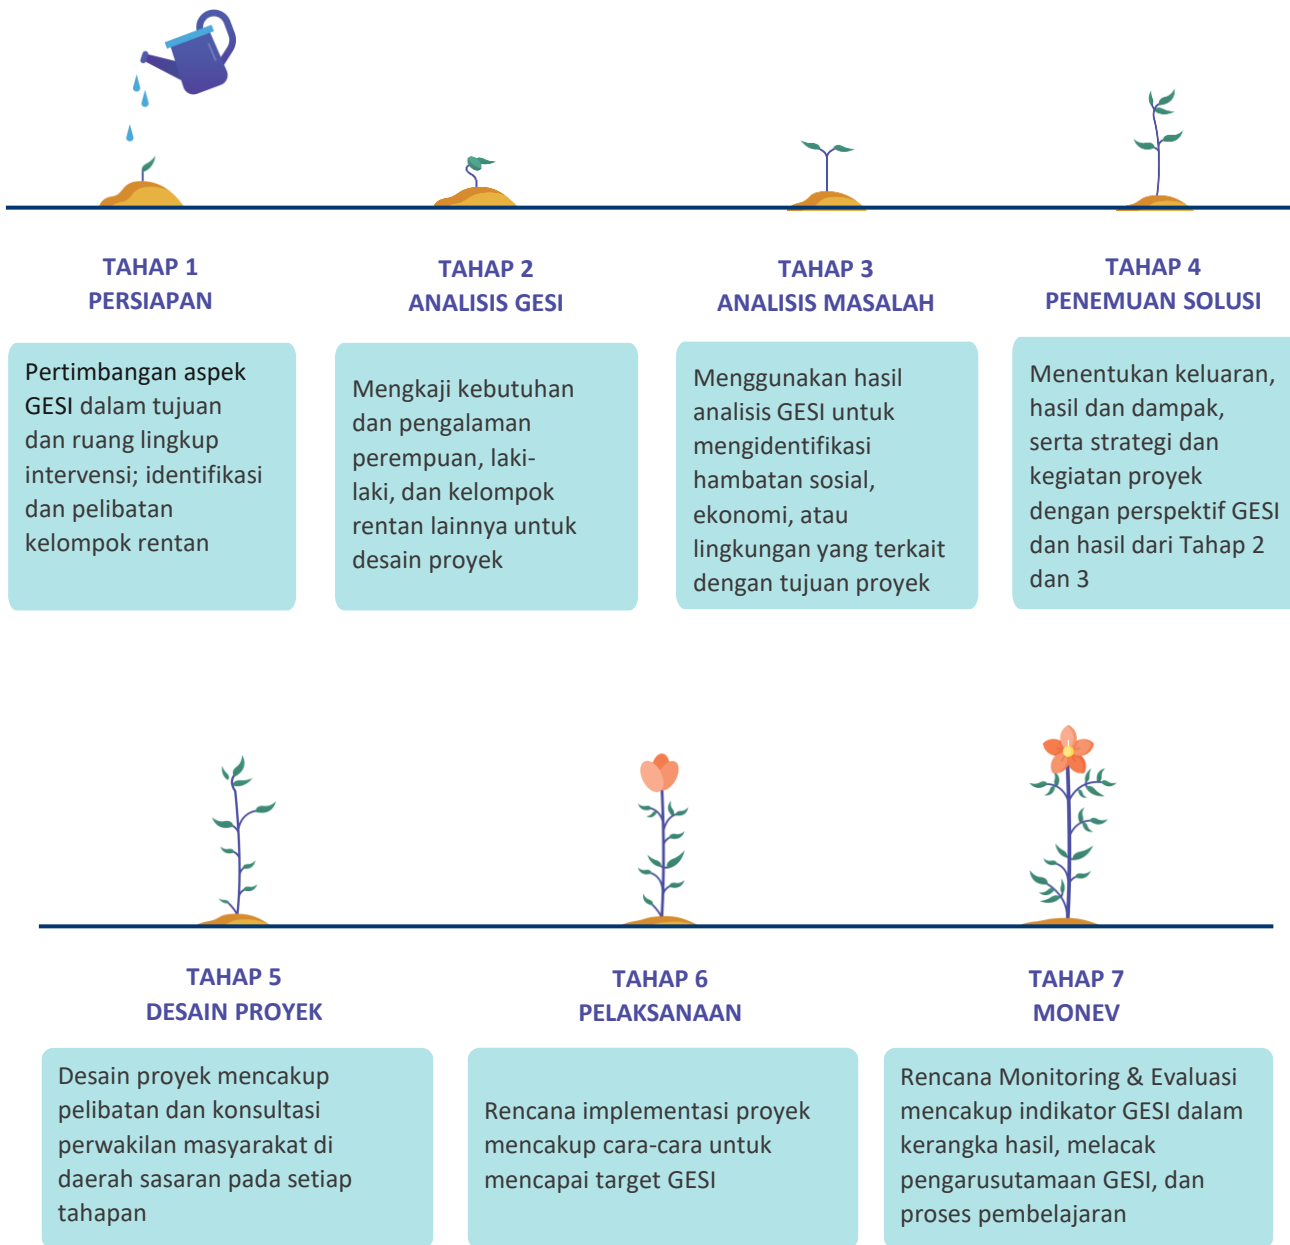 TAHAP 1
PERSIAPAN
Pertimbangan aspek
GESI dalam tujuan
dan ruang lingkup
intervensi; identifikasi
dan pelibatan
kelompok rentan
TAHAP 2
ANALISIS GESI
Mengkaji kebutuhan
dan pengalaman
perempuan, laki-
laki, dan kelompok
rentan lainnya untuk
desain proyek
TAHAP 3
ANALISIS MASALAH
Menggunakan hasil
analisis GESI untuk
mengidentifikasi
hambatan sosial,
ekonomi, atau
lingkungan yang terkait
dengan tujuan proyek
TAHAP 4
PENEMUAN SOLUSI
Menentukan keluaran,
hasil dan dampak,
serta strategi dan
kegiatan proyek
dengan perspektif GESI
dan hasil dari Tahap 2
dan 3
TAHAP 5
DESAIN PROYEK
Desain proyek mencakup
pelibatan dan konsultasi
perwakilan masyarakat di
daerah sasaran pada setiap
tahapan
TAHAP 6
PELAKSANAAN
Rencana implementasi proyek
mencakup cara-cara untuk
mencapai target GESI
TAHAP 7
MONEV
Rencana Monitoring & Evaluasi
mencakup indikator GESI dalam
kerangka hasil, melacak
pengarusutamaan GESI, dan
proses pembelajaran